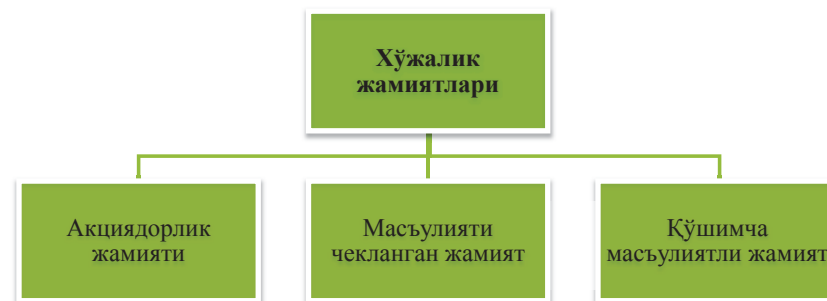 Хўжалик
жамиятлари
Акциядорлик
жамияти
Масъулияти
чекланган жамият
Қўшимча
масъулиятли жамият